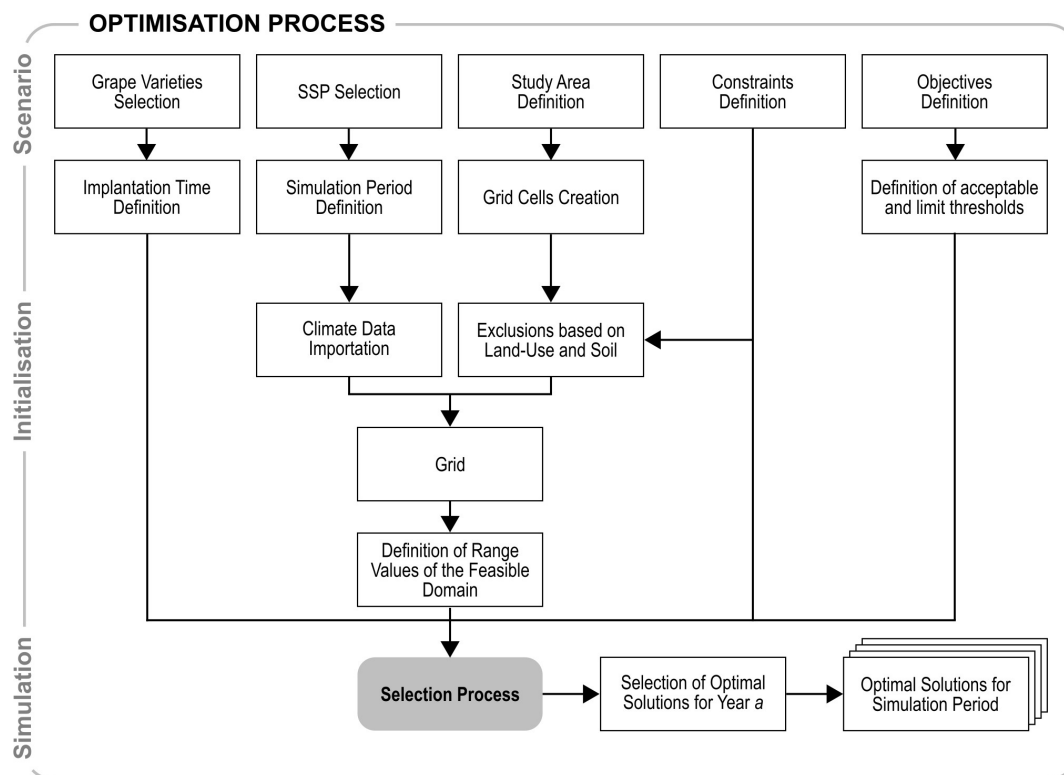 OPTIMISATION PROCESS
Scenario
Grape Varieties
Selection
SSP Selection
Study Area
Definition
Constraints
Definition
Objectives
Definition
Implantation Time
Definition
Simulation Period
Definition
Grid Cells Creation
Definition of acceptable
and limit thresholds
Initialisation
Climate Data
Importation
Exclusions based on
Land-Use and Soil
Grid
Definition of Range
Values of the Feasible
Domain
Simulation
Selection Process
Selection of Optimal
Solutions for Year a
Optimal Solutions for
Simulation Period